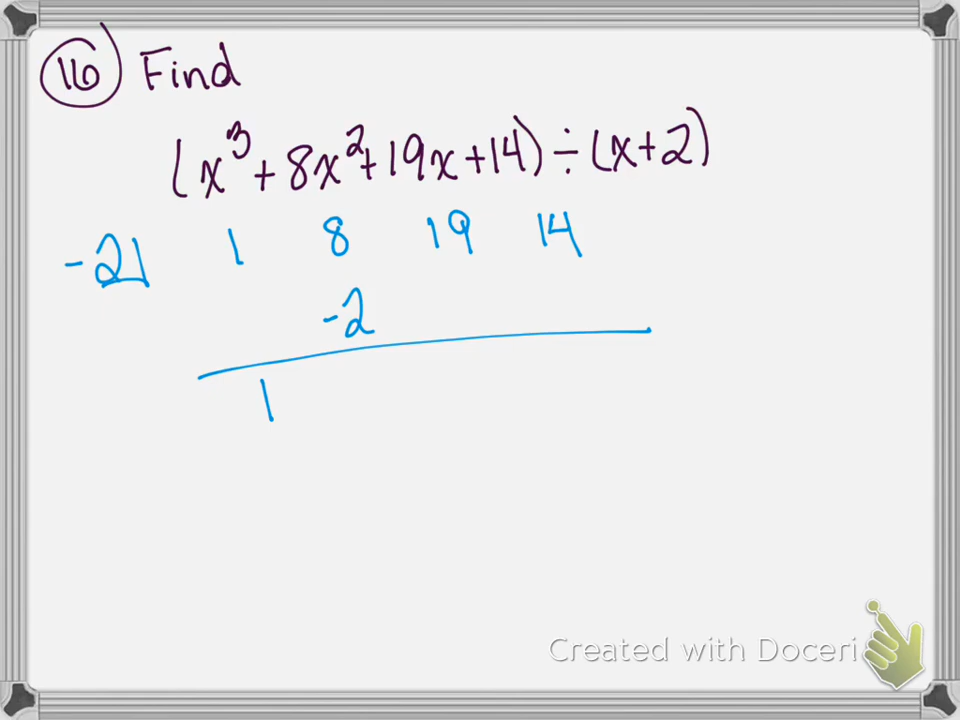 16 Find
(x³ + 8x² + 19x + 14) ÷ (x + 2)
-2⌋ 1 8 19 14
-2
1
Created with Doceri